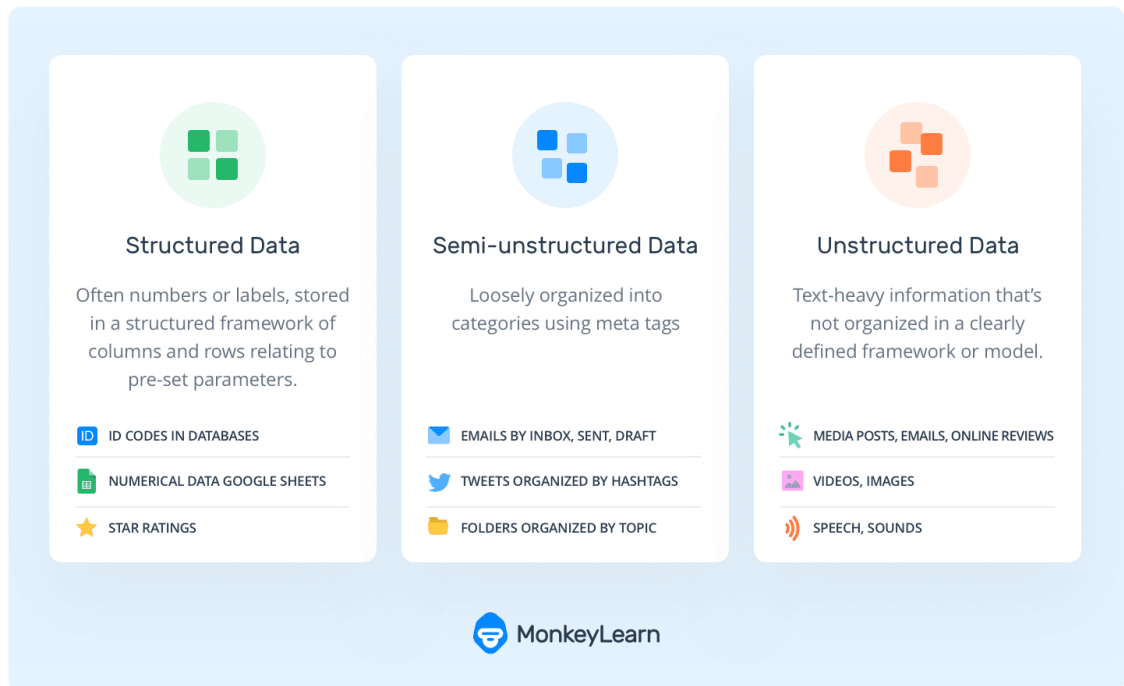 Structured Data
Often numbers or labels, stored
in a structured framework of
columns and rows relating to
pre-set parameters.
ID
ID CODES IN DATABASES
NUMERICAL DATA GOOGLE SHEETS
STAR RATINGS
Semi-unstructured Data
Loosely organized into
categories using meta tags
EMAILS BY INBOX, SENT, DRAFT
TWEETS ORGANIZED BY HASHTAGS
FOLDERS ORGANIZED BY TOPIC
Unstructured Data
Text-heavy information that’s
not organized in a clearly
defined framework or model.
MEDIA POSTS, EMAILS, ONLINE REVIEWS
VIDEOS, IMAGES
SPEECH, SOUNDS
MonkeyLearn